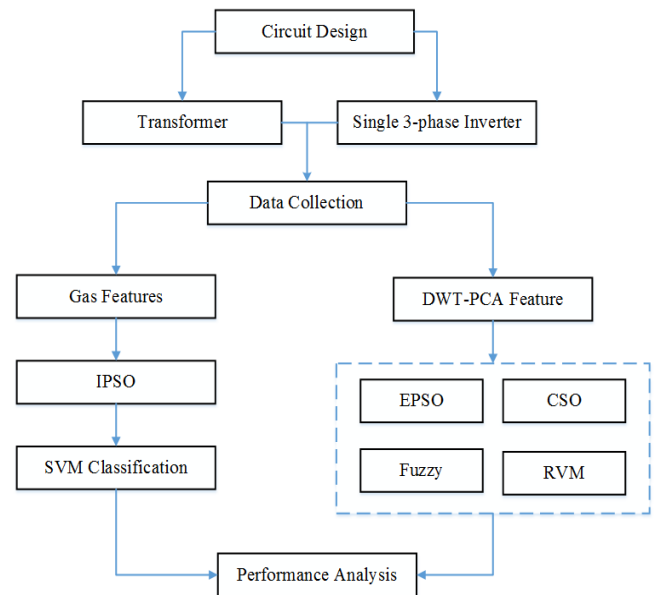 Circuit Design
Transformer
Single 3-phase Inverter
Data Collection
Gas Features
DWT-PCA Feature
IPSO
EPSO
CSO
SVM Classification
Fuzzy
RVM
Performance Analysis